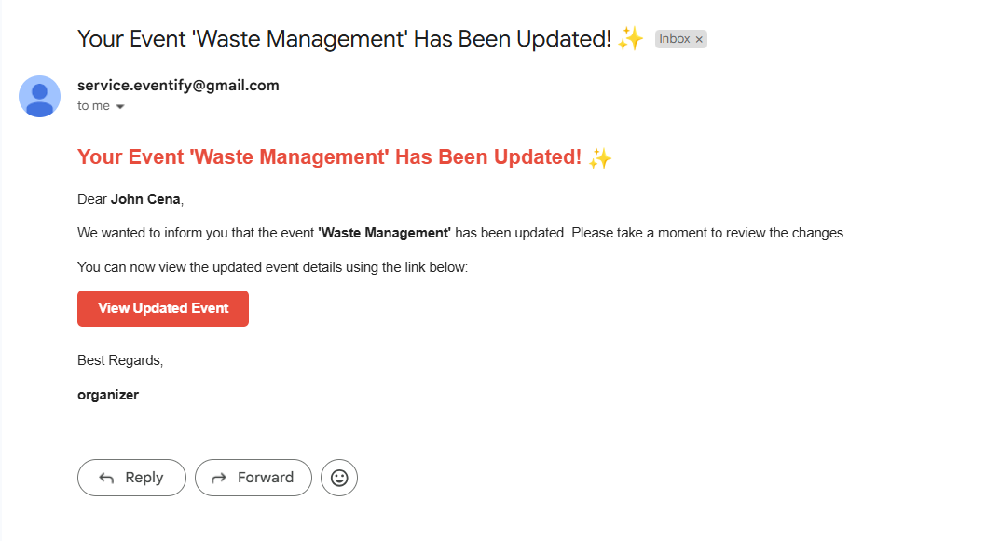 Your Event 'Waste Management' Has Been Updated! ✨ Inbox ×
service.eventify@gmail.com
to me
Your Event 'Waste Management' Has Been Updated! ✨
Dear John Cena,
We wanted to inform you that the event 'Waste Management' has been updated. Please take a moment to review the changes.
You can now view the updated event details using the link below:
View Updated Event
Best Regards,
organizer
Reply Forward